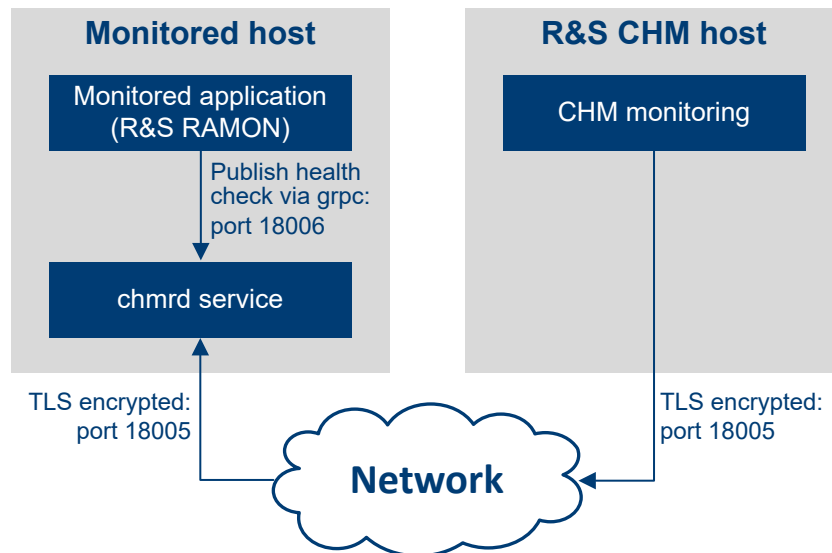 Monitored host
Monitored application
(R&S RAMON)
Publish health
check via grpc:
port 18006
chmrd service
TLS encrypted:
port 18005
R&S CHM host
CHM monitoring
TLS encrypted:
port 18005
Network